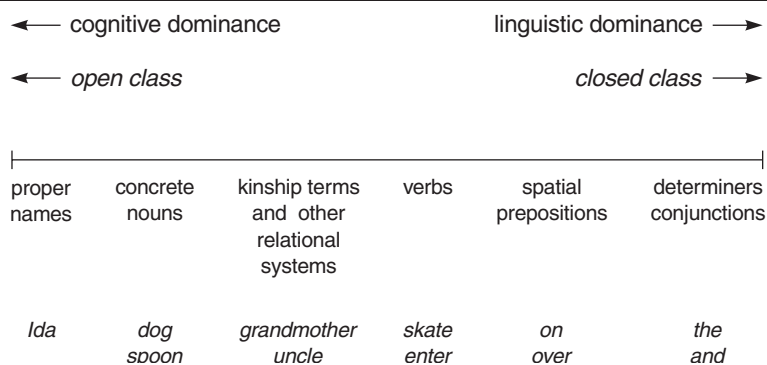 cognitive dominance linguistic dominance
open class closed class
proper concrete kinship terms verbs spatial determiners
names nouns and other prepositions conjunctions
relational
systems
Ida dog grandmother skate on the
spoon uncle enter over and